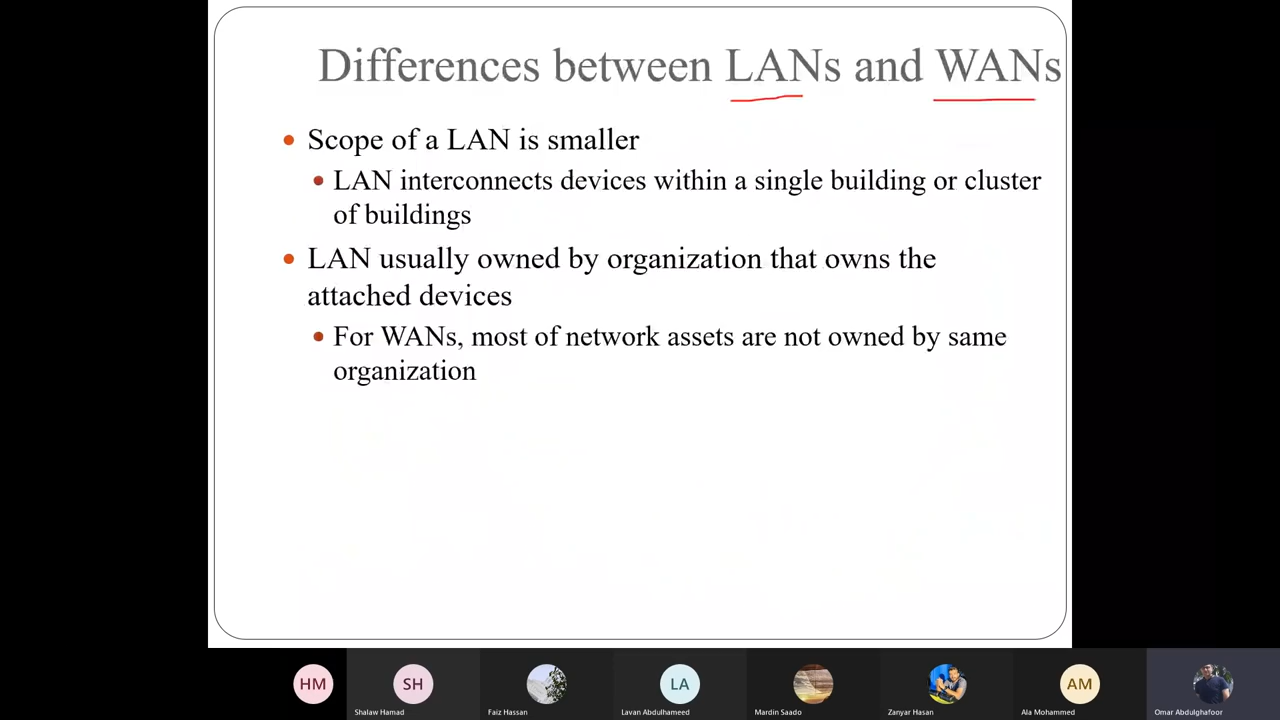 Differences between LANs and WANs
• Scope of a LAN is smaller
• LAN interconnects devices within a single building or cluster
of buildings
• LAN usually owned by organization that owns the
attached devices
• For WANs, most of network assets are not owned by same
organization
HM
SH
LA
AM
Shalaw Hamad
Faiz Hassan
Lavan Abdulhameed
Mardin Saado
Zanyar Hasan
Ala Mohammed
Omar Abdulghafoor